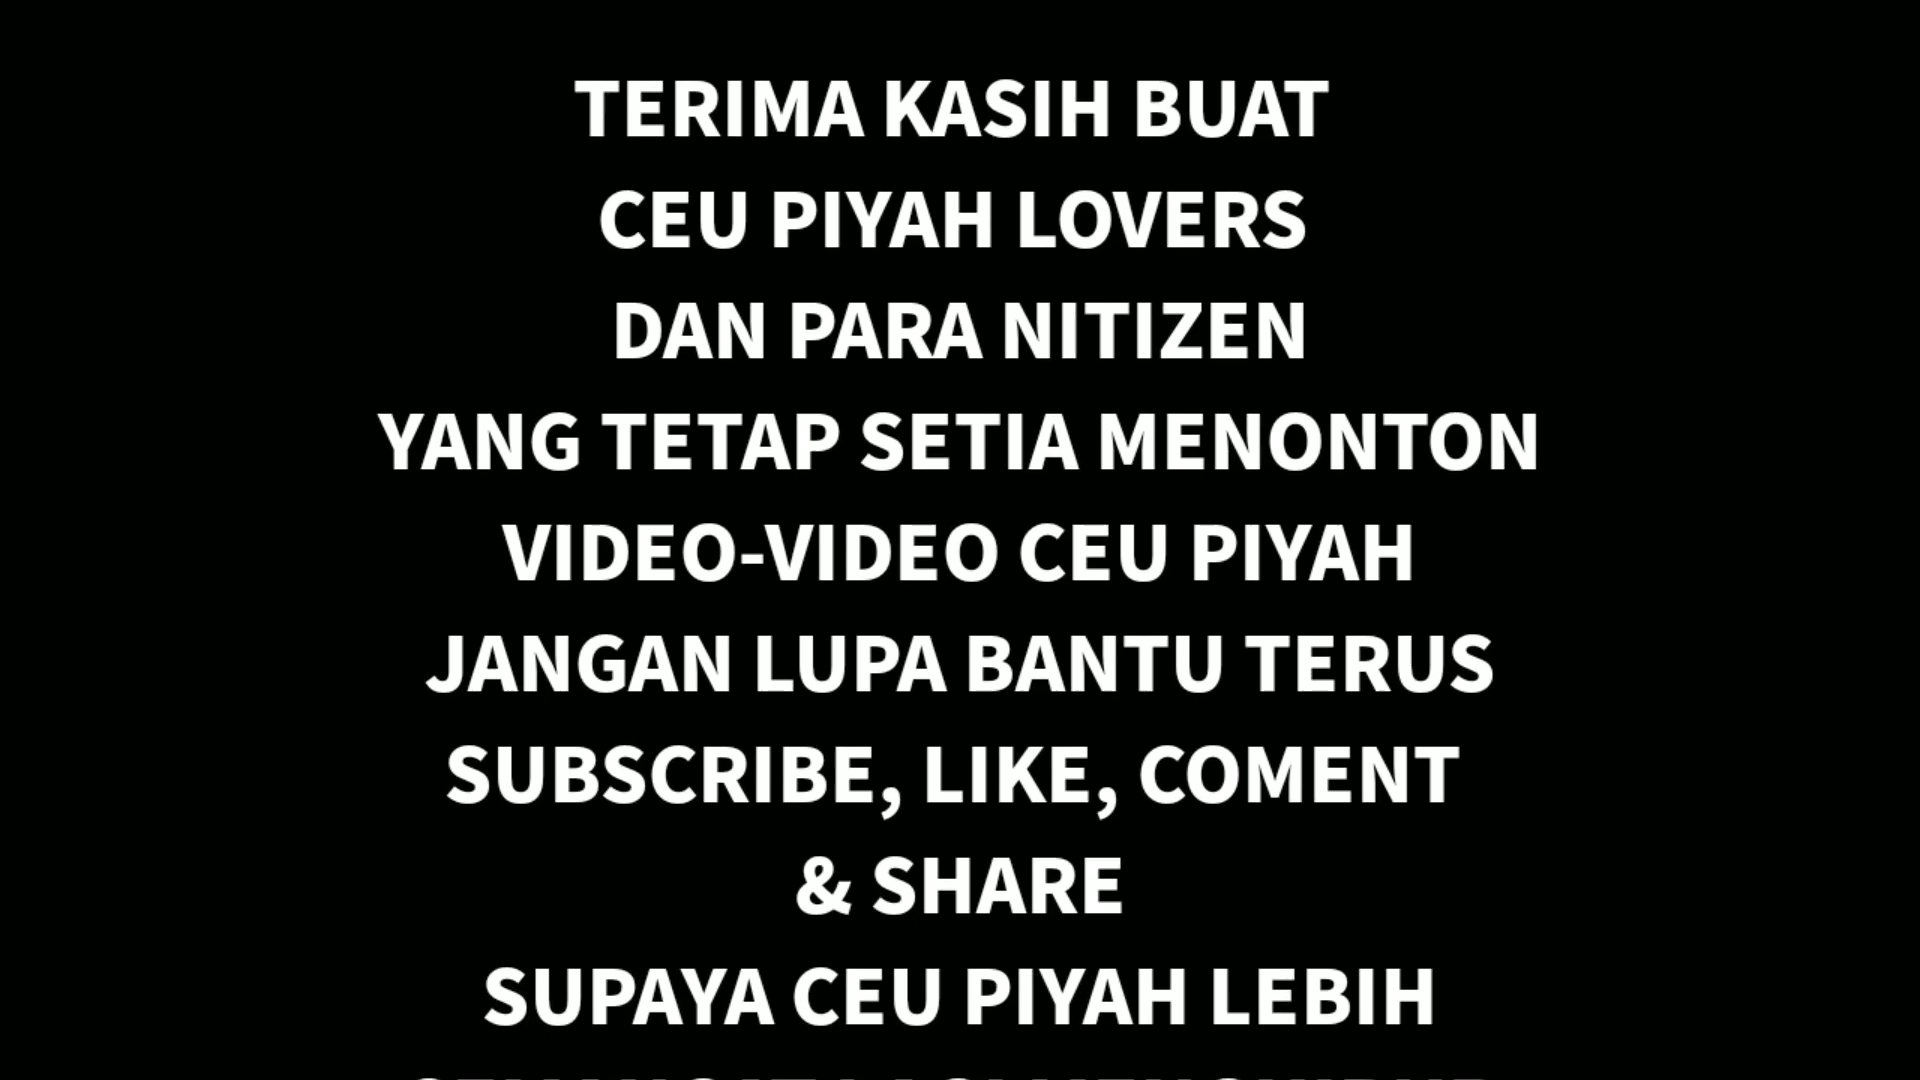 TERIMA KASIH BUAT
CEU PIYAH LOVERS
DAN PARA NITIZEN
YANG TETAP SETIA MENONTON
VIDEO-VIDEO CEU PIYAH
JANGAN LUPA BANTU TERUS
SUBSCRIBE, LIKE, COMENT
& SHARE
SUPAYA CEU PIYAH LEBIH